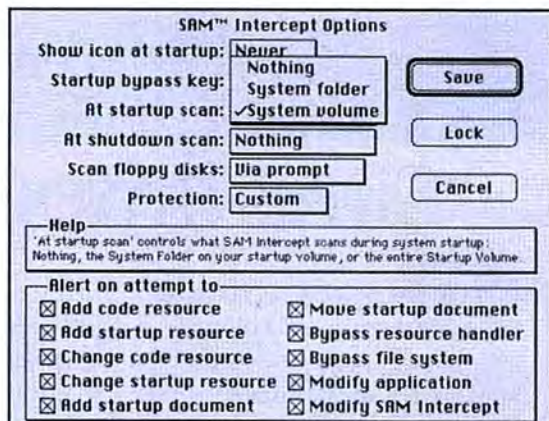 SAM™ Intercept Options
Show icon at startup: Never
Startup bypass key:
Nothing
System folder
At startup scan: ✓System volume
At shutdown scan: Nothing
Scan floppy disks: Via prompt
Protection: Custom
Save
Lock
Cancel
Help
'At startup scan' controls what SAM Intercept scans during system startup:
Nothing, the System Folder on your startup volume, or the entire Startup Volume.
Alert on attempt to
Add code resource
Add startup resource
Change code resource
Change startup resource
Add startup document
Move startup document
Bypass resource handler
Bypass file system
Modify application
Modify SAM Intercept